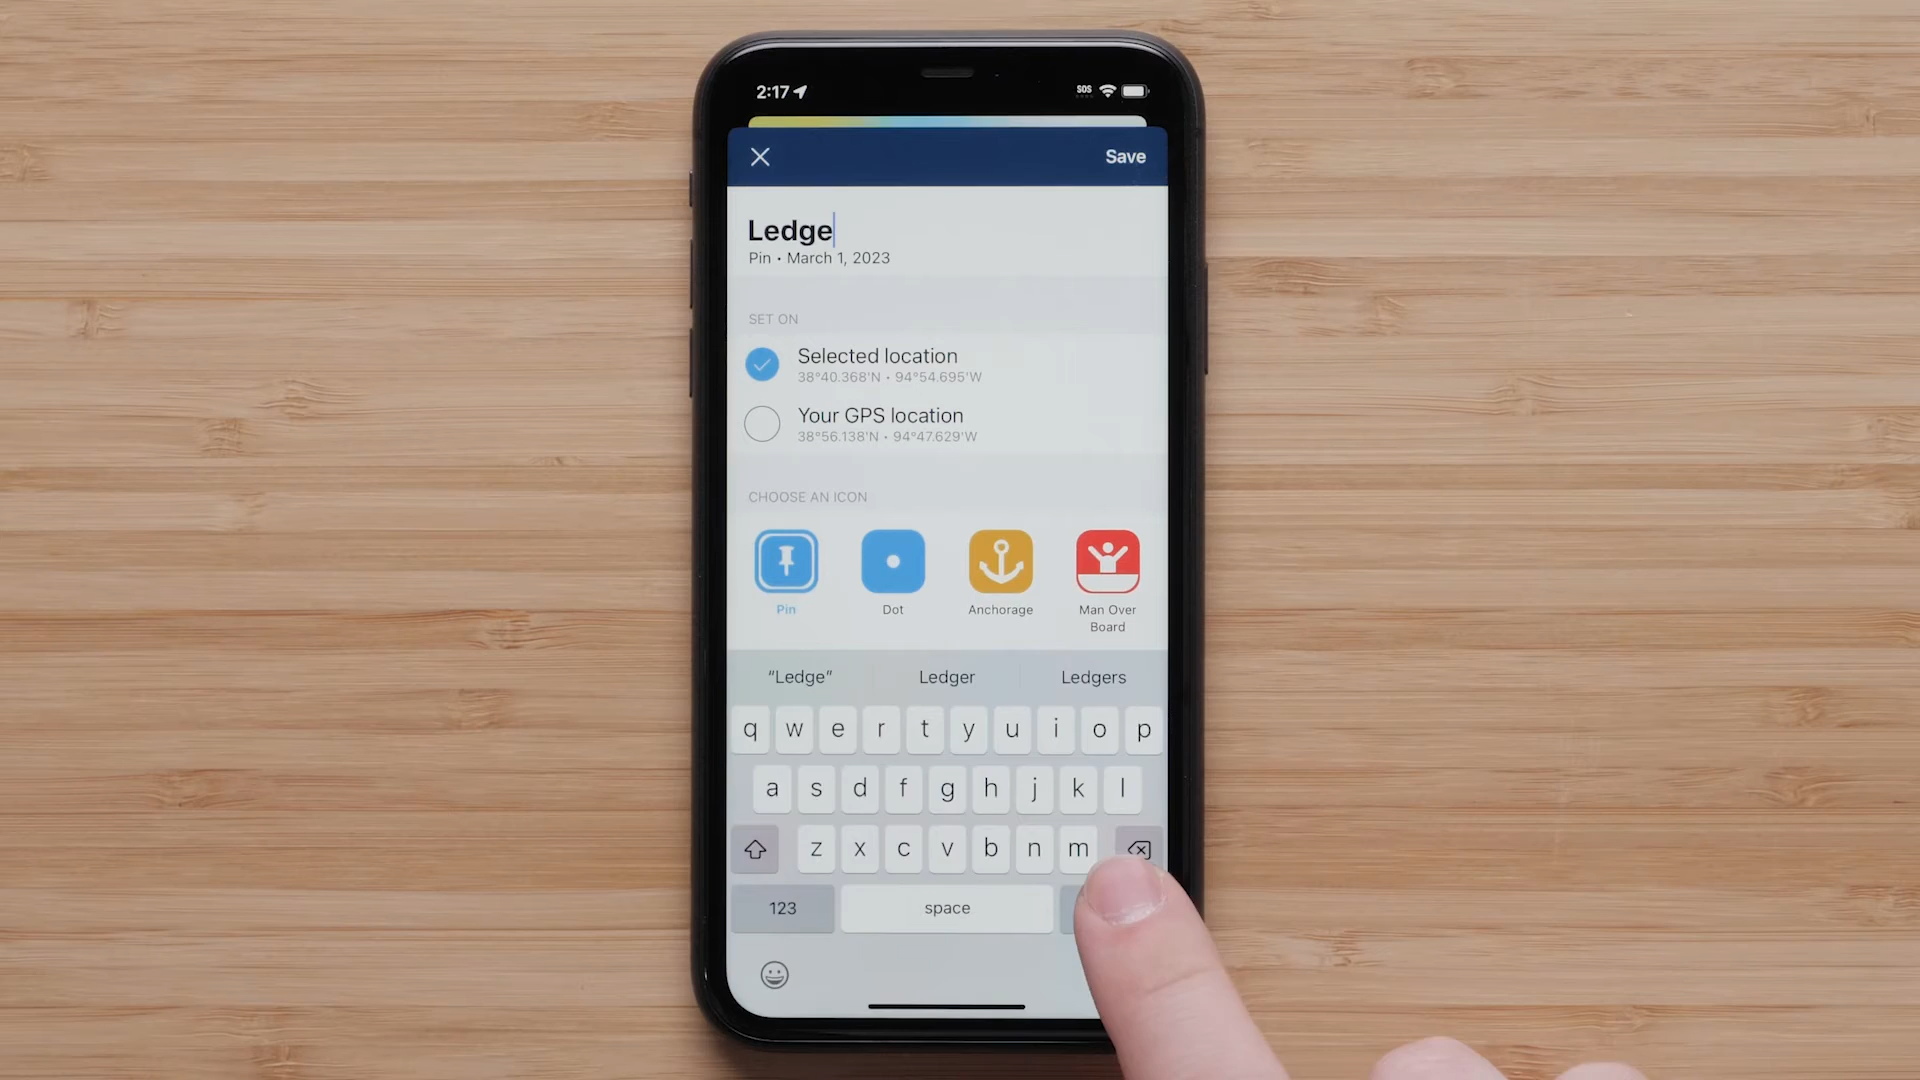 2:17
SOS
Save
Ledge
Pin • March 1, 2023
SET ON
Selected location
38°40.368'N • 94°54.695'W
Your GPS location
38°56.138'N • 94°47.629'W
CHOOSE AN ICON
Pin
Dot
Anchorage
Man Over
Board
“Ledge” Ledger Ledgers
q w e r t y u i o p
a s d f g h j k l
z x c v b n m
123 space